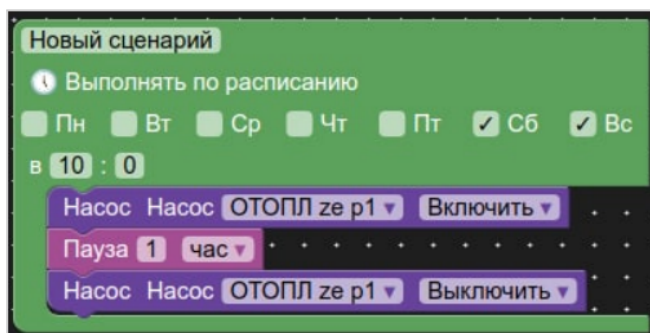 Новый сценарий
Выполнять по расписанию
Пн Вт Ср Чт Пт Сб Вс
в 10 : 0
Насос Насос ОТОПЛ ze p1 Включить
Пауза 1 час
Насос Насос ОТОПЛ ze p1 Выключить